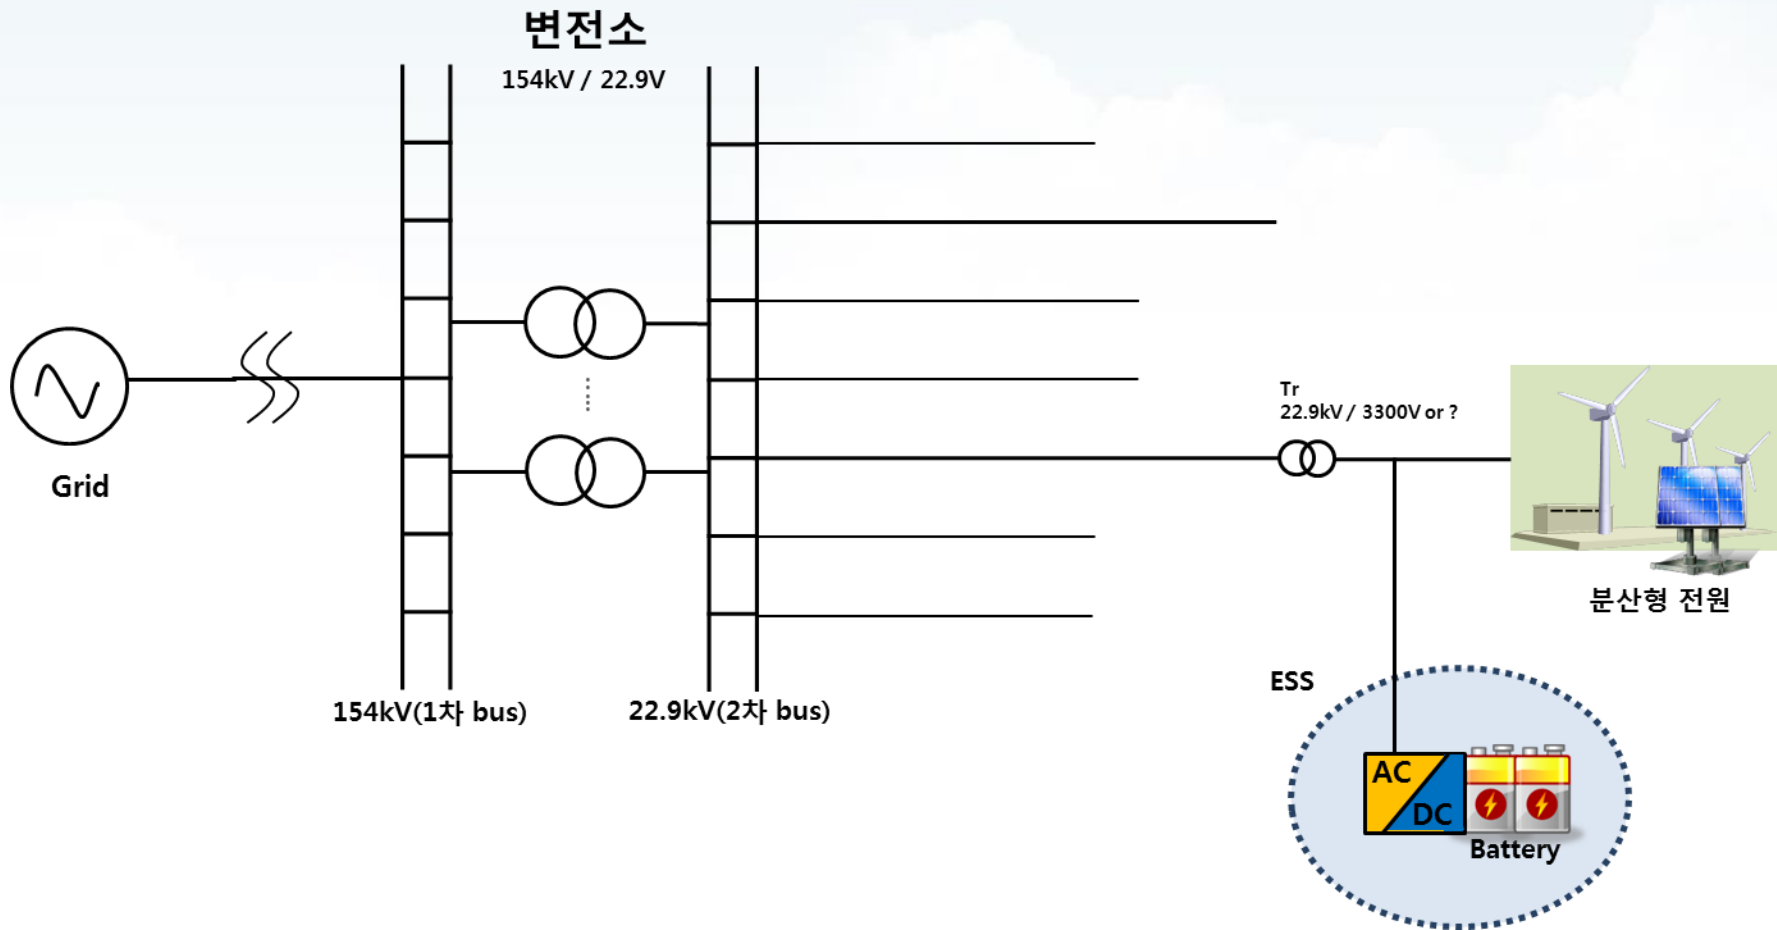 변전소
154kV / 22.9V
Tr
22.9kV / 3300V or ?
Grid
분산형 전원
ESS
154kV(1차 bus)
22.9kV(2차 bus)
AC
DC
Battery